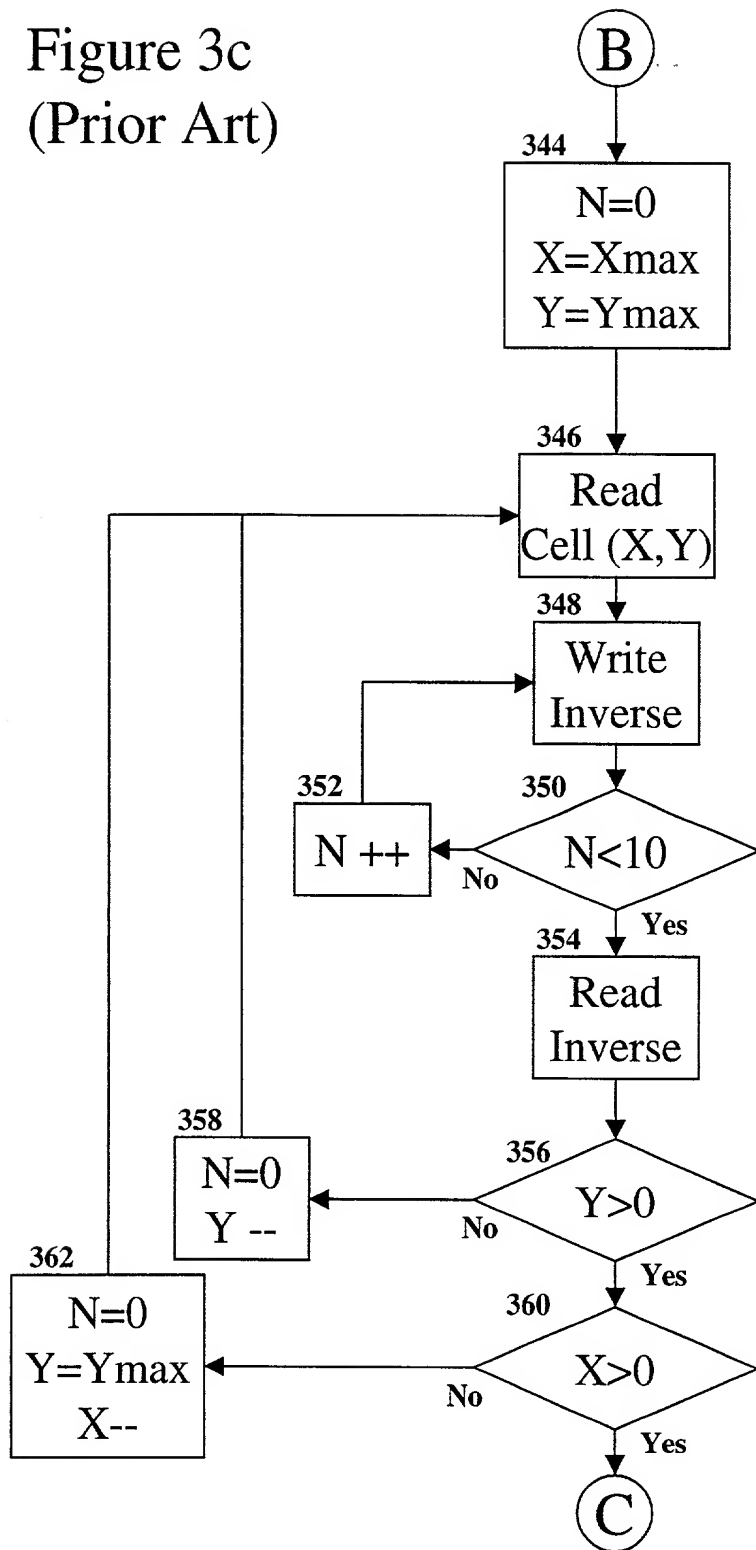 Figure 3c
(Prior Art)
B
344
N=0
X=Xmax
Y=Ymax
346
Read
Cell (X,Y)
348
Write
Inverse
352
N ++
350
N<10
No
Yes
354
Read
Inverse
358
N=0
Y --
356
Y>0
No
Yes
362
N=0
Y=Ymax
X--
360
X>0
No
Yes
C